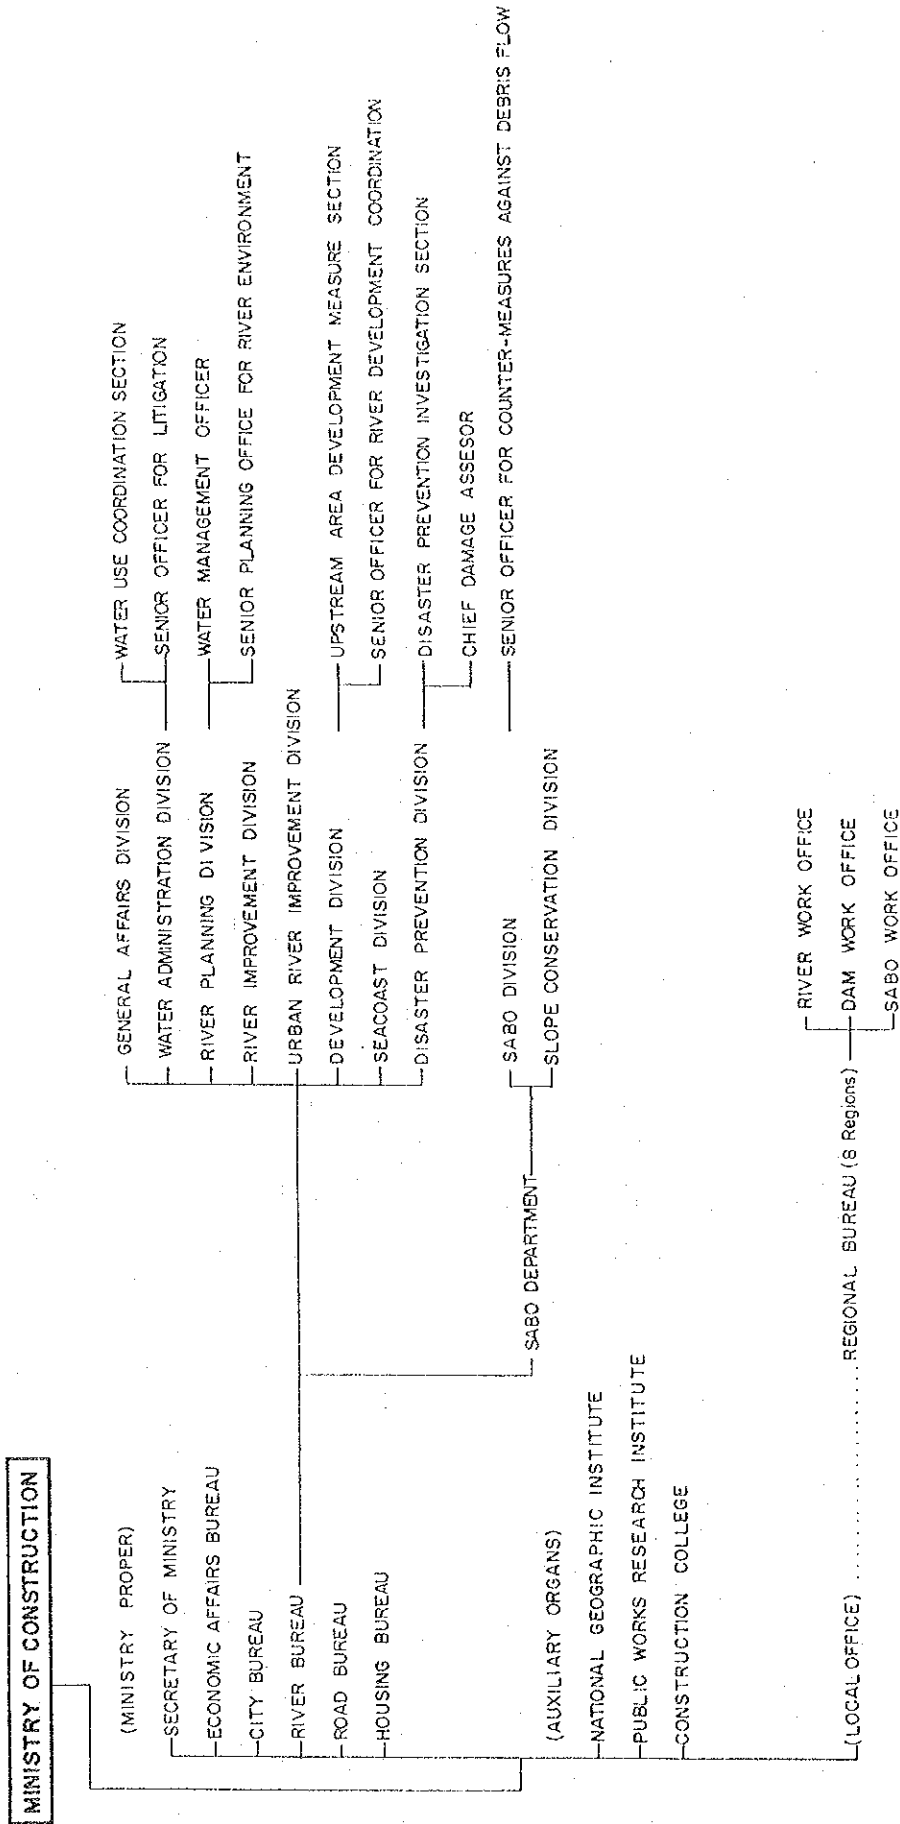 MINISTRY OF CONSTRUCTION
(MINISTRY PROPER)
SECRETARY OF MINISTRY
ECONOMIC AFFAIRS BUREAU
CITY BUREAU
RIVER BUREAU
ROAD BUREAU
HOUSING BUREAU
(AUXILIARY ORGANS)
NATIONAL GEOGRAPHIC INSTITUTE
PUBLIC WORKS RESEARCH INSTITUTE
CONSTRUCTION COLLEGE
(LOCAL OFFICE) .................... REGIONAL BUREAU (8 Regions)
SABO DEPARTMENT
GENERAL AFFAIRS DIVISION
WATER ADMINISTRATION DIVISION
RIVER PLANNING DIVISION
RIVER IMPROVEMENT DIVISION
URBAN RIVER IMPROVEMENT DIVISION
DEVELOPMENT DIVISION
SEACOAST DIVISION
DISASTER PREVENTION DIVISION
SABO DIVISION
SLOPE CONSERVATION DIVISION
RIVER WORK OFFICE
DAM WORK OFFICE
SABO WORK OFFICE
WATER USE COORDINATION SECTION
SENIOR OFFICER FOR LITIGATION
WATER MANAGEMENT OFFICER
SENIOR PLANNING OFFICE FOR RIVER ENVIRONMENT
UPSTREAM AREA DEVELOPMENT MEASURE SECTION
SENIOR OFFICER FOR RIVER DEVELOPMENT COORDINATION
DISASTER PREVENTION INVESTIGATION SECTION
CHIEF DAMAGE ASSESOR
SENIOR OFFICER FOR COUNTER-MEASURES AGAINST DEBRIS FLOW